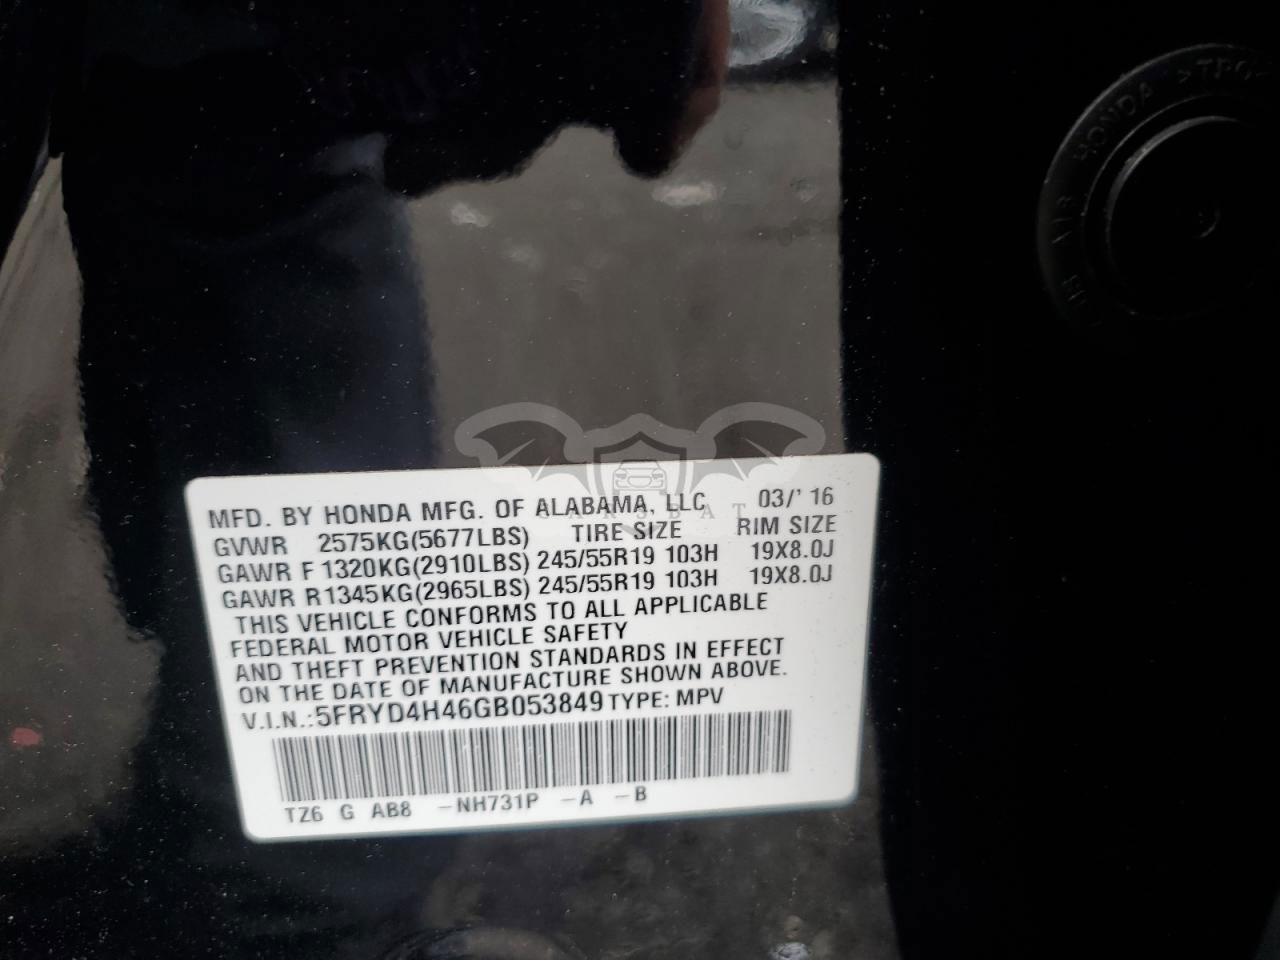 MFD. BY HONDA MFG. OF ALABAMA, LLC 03/' 16
GVWR 2575KG(5677LBS) TIRE SIZE RIM SIZE
GAWR F 1320KG(2910LBS) 245/55R19 103H 19X8.0J
GAWR R1345KG(2965LBS) 245/55R19 103H 19X8.0J
THIS VEHICLE CONFORMS TO ALL APPLICABLE
FEDERAL MOTOR VEHICLE SAFETY
AND THEFT PREVENTION STANDARDS IN EFFECT
ON THE DATE OF MANUFACTURE SHOWN ABOVE.
V.I.N.:5FRYD4H46GB053849 TYPE: MPV
TZ6 G AB8 -NH731P -A -B
CARSBAT
HONDA